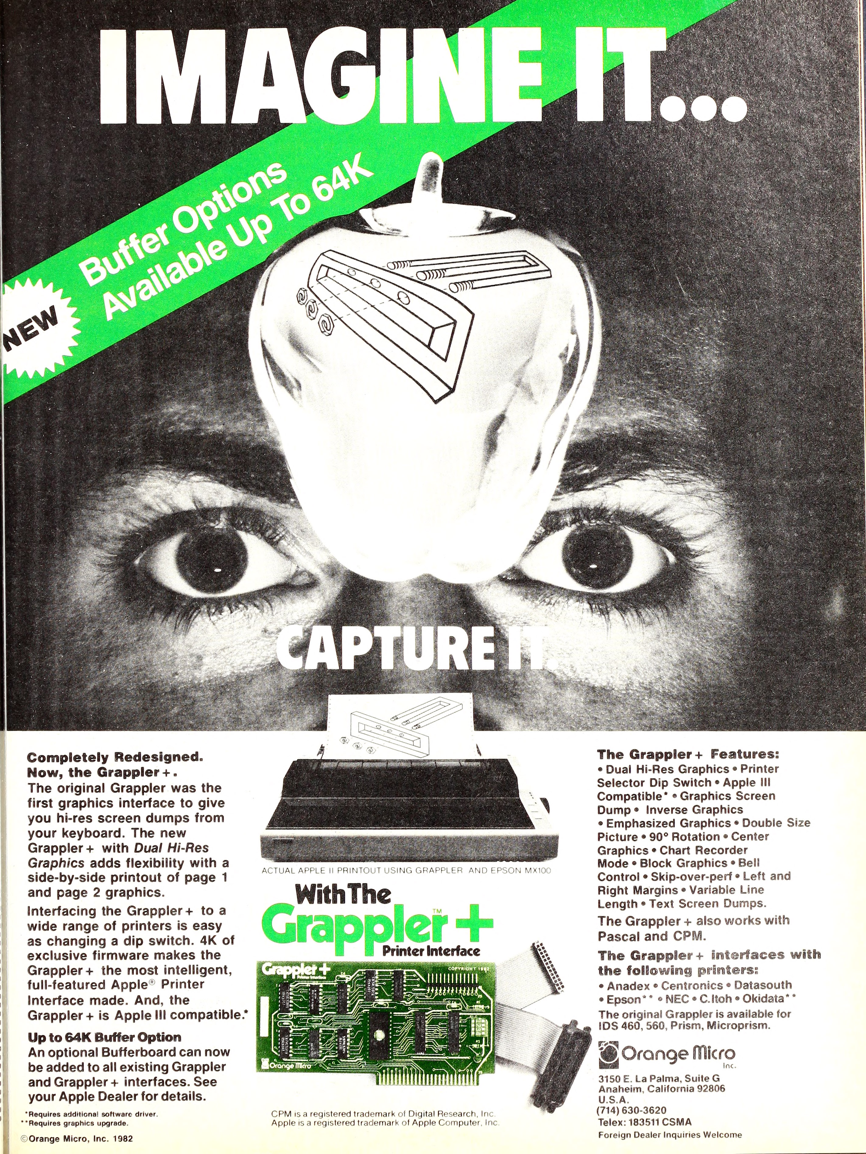 IMAGINE IT...
Buffer Options
Available Up To 64K
NEW
CAPTURE IT.
Completely Redesigned.
Now, the Grappler+.
The original Grappler was the
first graphics interface to give
you hi-res screen dumps from
your keyboard. The new
Grappler+ with Dual Hi-Res
Graphics adds flexibility with a
side-by-side printout of page 1
and page 2 graphics.
Interfacing the Grappler+ to a
wide range of printers is easy
as changing a dip switch. 4K of
exclusive firmware makes the
Grappler+ the most intelligent,
full-featured Apple® Printer
Interface made. And, the
Grappler+ is Apple III compatible.*
Up to 64K Buffer Option
An optional Bufferboard can now
be added to all existing Grappler
and Grappler+ interfaces. See
your Apple Dealer for details.
*Requires additional software driver.
**Requires graphics upgrade.
©Orange Micro, Inc. 1982
ACTUAL APPLE II PRINTOUT USING GRAPPLER AND EPSON MX100
With The
Grappler+™
Printer Interface
Grappler+
Printer Interface
COPYRIGHT 1982
Orange Micro
CPM is a registered trademark of Digital Research, Inc.
Apple is a registered trademark of Apple Computer, Inc.
The Grappler+ Features:
• Dual Hi-Res Graphics • Printer
Selector Dip Switch • Apple III
Compatible* • Graphics Screen
Dump • Inverse Graphics
• Emphasized Graphics • Double Size
Picture • 90° Rotation • Center
Graphics • Chart Recorder
Mode • Block Graphics • Bell
Control • Skip-over-perf • Left and
Right Margins • Variable Line
Length • Text Screen Dumps.
The Grappler+ also works with
Pascal and CPM.
The Grappler+ interfaces with
the following printers:
• Anadex • Centronics • Datasouth
• Epson** • NEC • C.Itoh • Okidata**
The original Grappler is available for
IDS 460, 560, Prism, Microprism.
Orange Micro
Inc.
3150 E. La Palma, Suite G
Anaheim, California 92806
U.S.A.
(714) 630-3620
Telex: 183511 CSMA
Foreign Dealer Inquiries Welcome